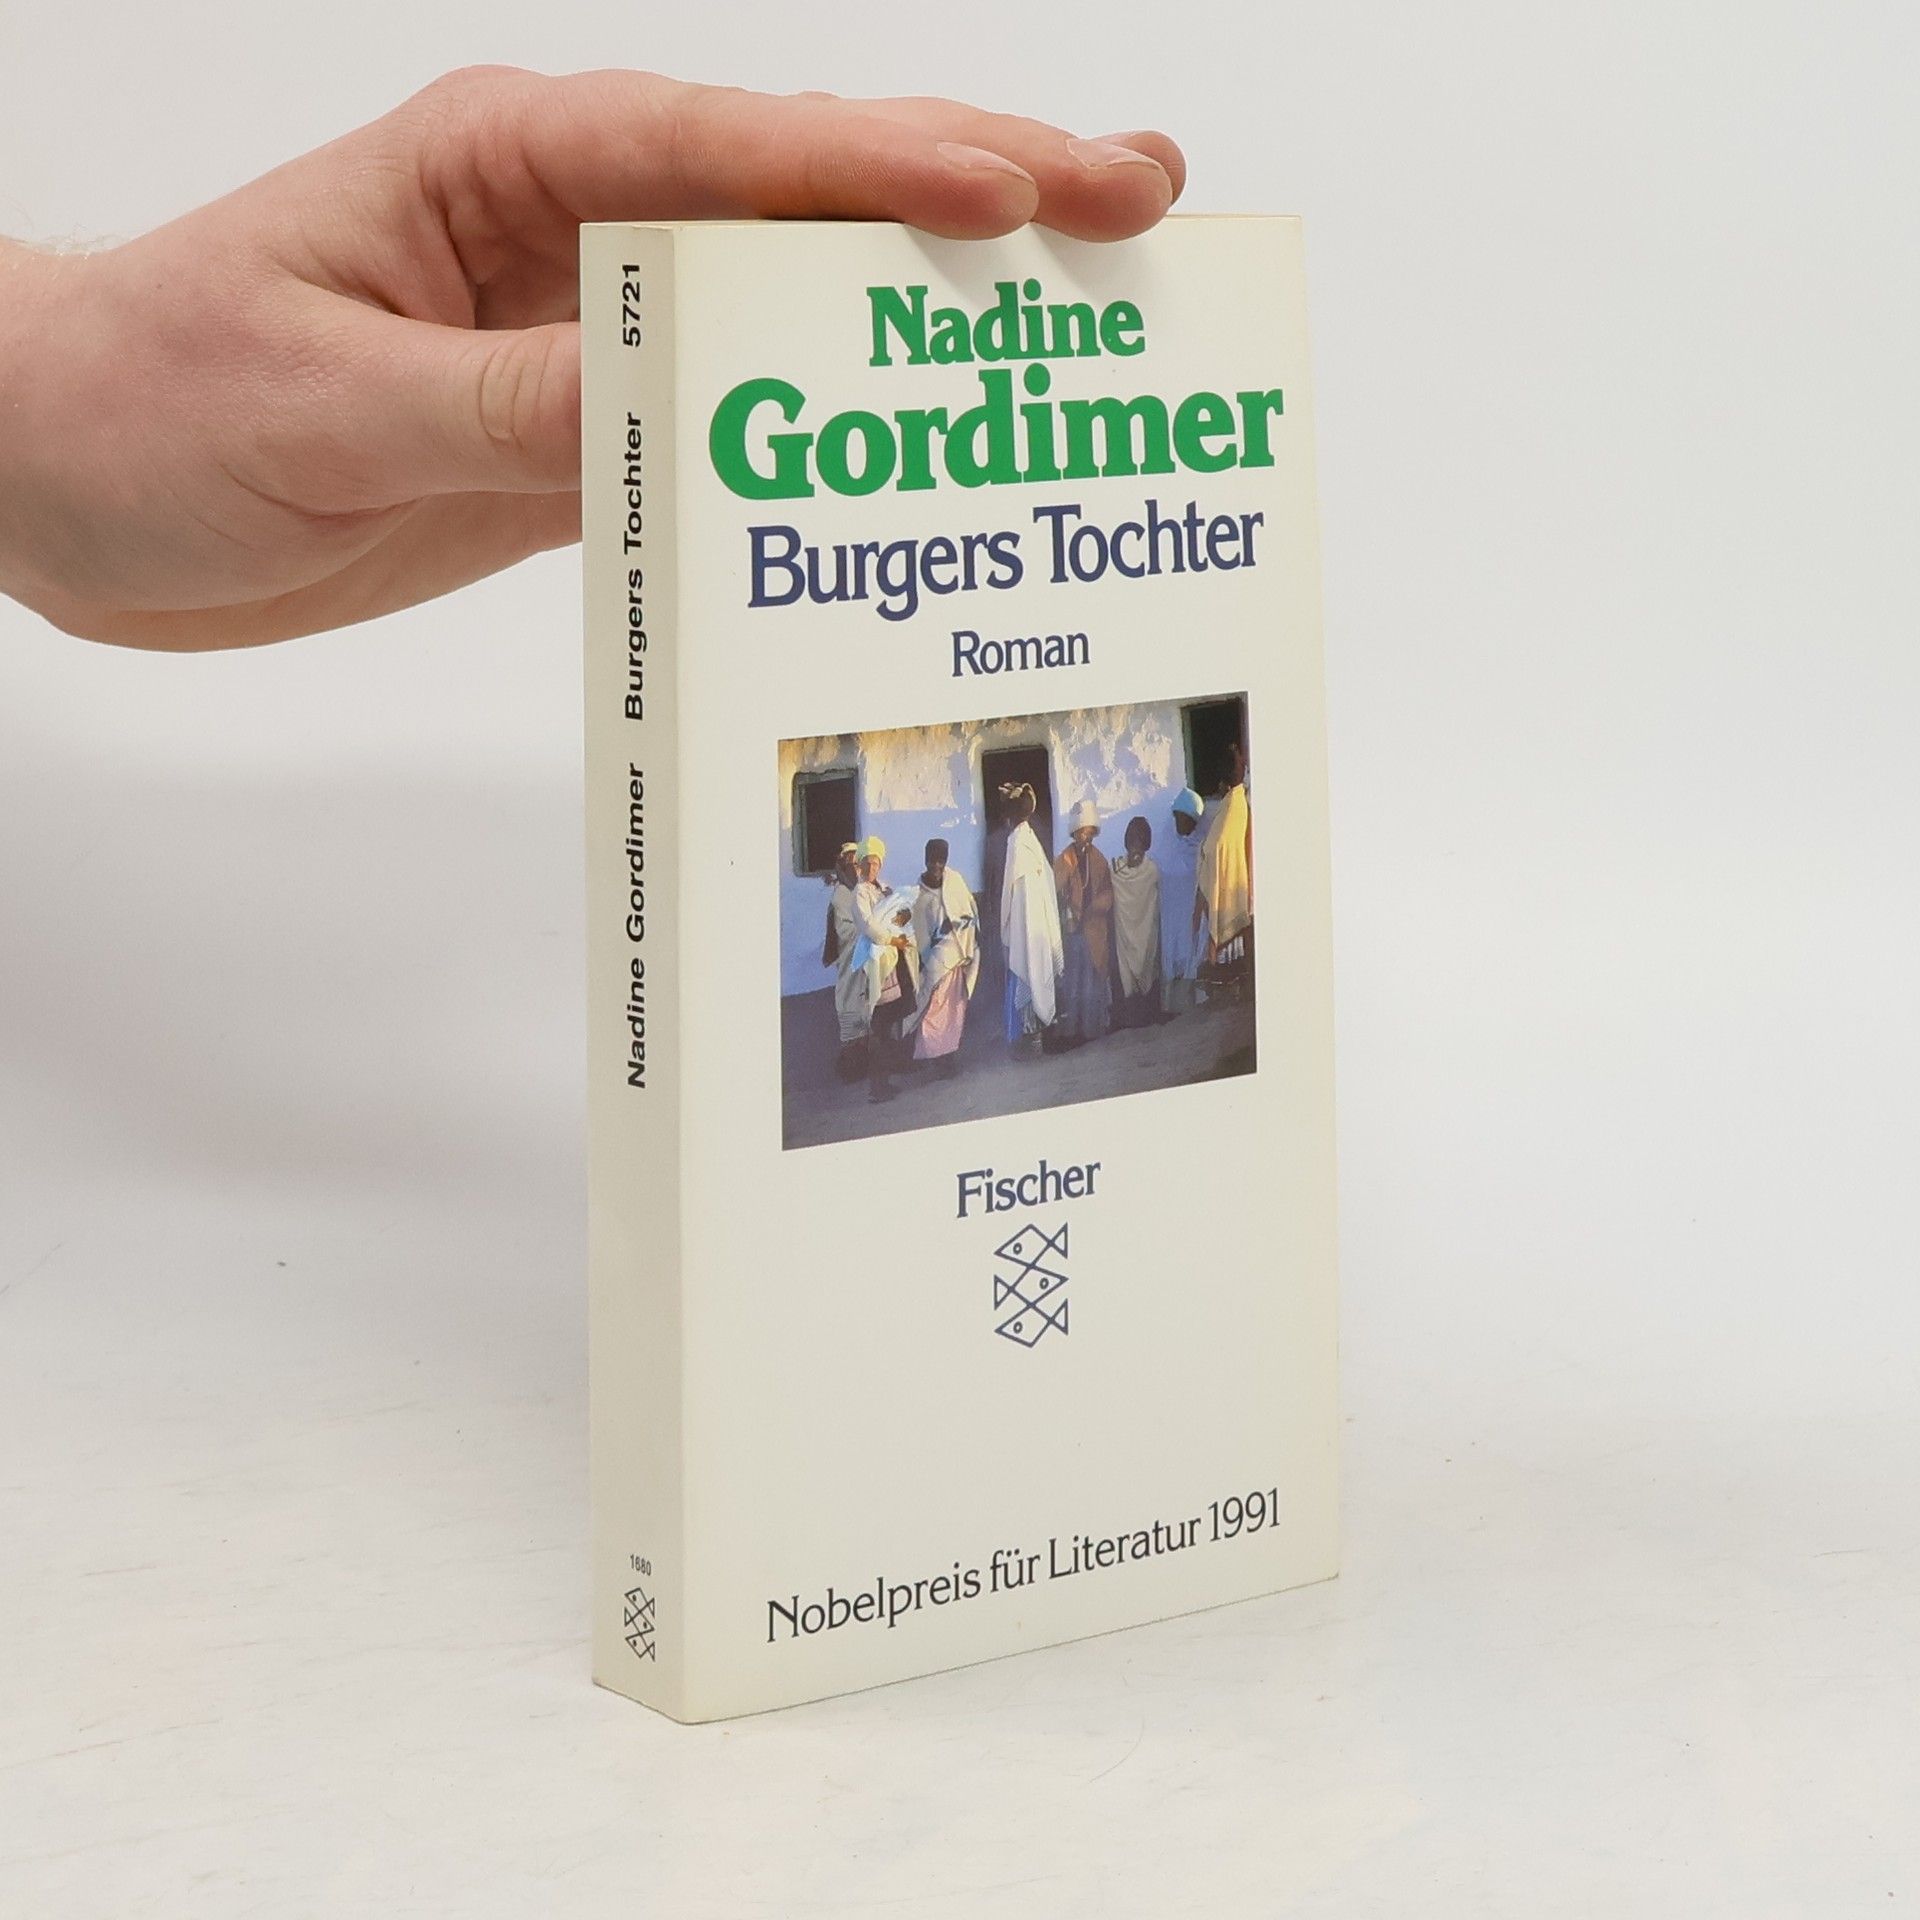 Nadine
Gordimer
Burgers Tochter
Roman
Fischer
Nobelpreis für Literatur 1991
Nadine Gordimer Burgers Tochter 5721
1680